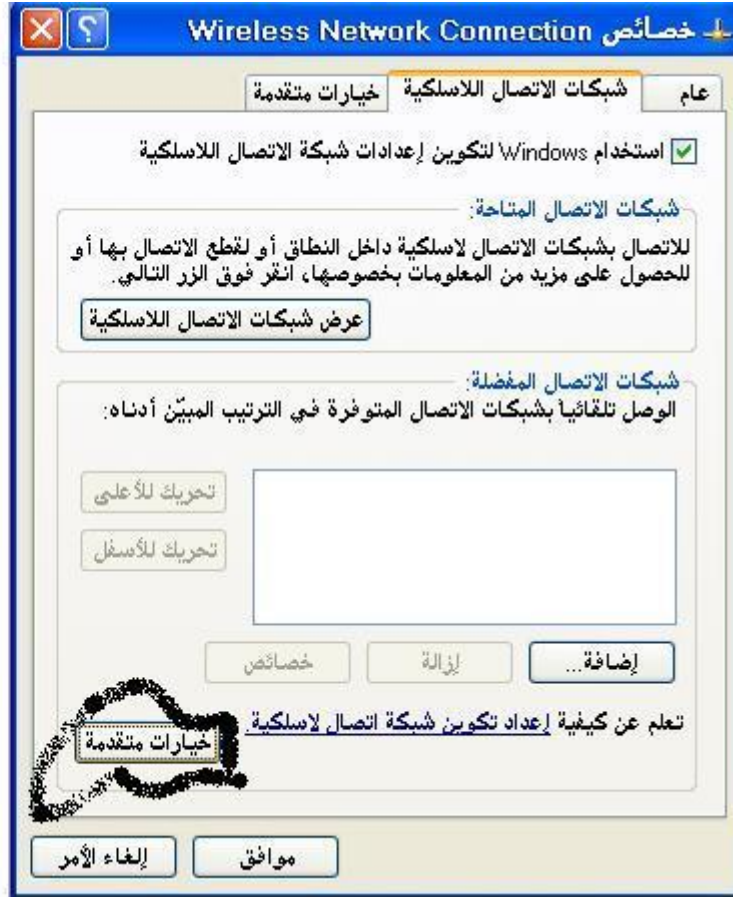 خصائص Wireless Network Connection
عام
شبكات الاتصال اللاسلكية
خيارات متقدمة
استخدام Windows لتكوين إعدادات شبكة الاتصال اللاسلكية
شبكات الاتصال المتاحة:
للاتصال بشبكات الاتصال لاسلكية داخل النطاق أو لقطع الاتصال بها أو
للحصول على مزيد من المعلومات بخصوصها، انقر فوق الزر التالي.
عرض شبكات الاتصال اللاسلكية
شبكات الاتصال المفضلة:
الوصل تلقائياً بشبكات الاتصال المتوفرة في الترتيب المبيّن أدناه:
تحريك للأعلى
تحريك للأسفل
إضافة...
إزالة
خصائص
تعلم عن كيفية إعداد تكوين شبكة اتصال لاسلكية.
خيارات متقدمة
موافق
إلغاء الأمر